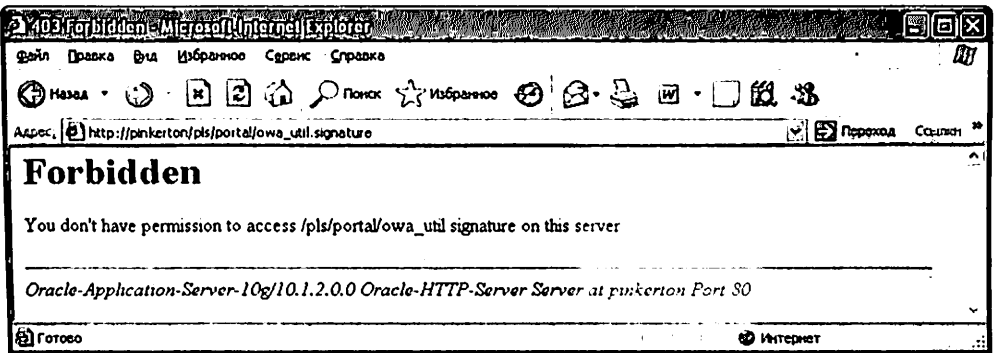 403 Forbidden - Microsoft Internet Explorer
Файл Правка Вид Избранное Сервис Справка
Назад Поиск Избранное
Адрес: http://pinkerton/pls/portal/owa_util.signature Переход Ссылки »
Forbidden
You don't have permission to access /pls/portal/owa_util signature on this server
Oracle-Application-Server-10g/10.1.2.0.0 Oracle-HTTP-Server Server at pinkerton Port 80
Готово Интернет